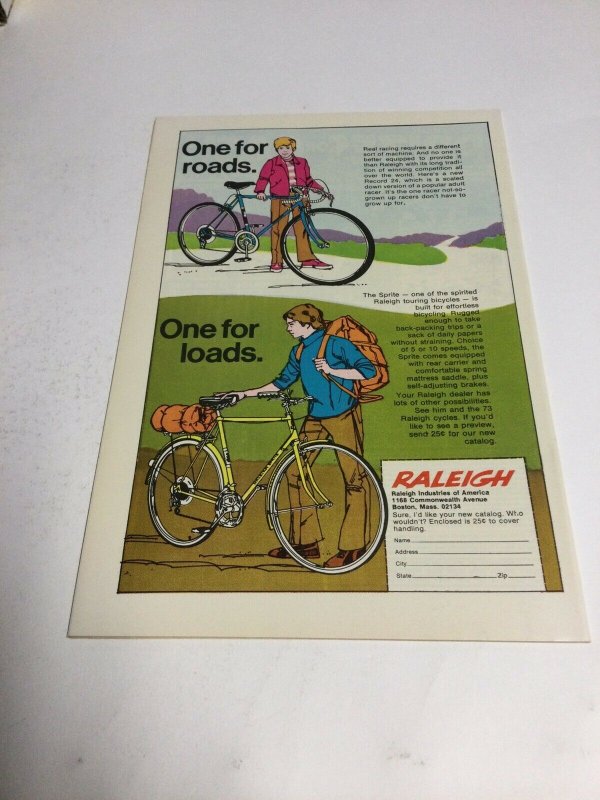 One for
roads.
Real racing requires a different
sort of machine. And no one is
better equipped to provide it
than Raleigh with its long tradi-
tion of winning competition all
over the world. Here's a new
Record 24, which is a scaled
down version of a popular adult
racer. It's the one racer not-so-
grown up racers don't have to
grow up for.
The Sprite — one of the spirited
Raleigh touring bicycles — is
built for effortless
bicycling. Rugged
enough to take
back-packing trips or a
sack of daily papers
without straining. Choice
of 5 or 10 speeds, the
Sprite comes equipped
with rear carrier and
comfortable spring
mattress saddle, plus
self-adjusting brakes.
Your Raleigh dealer has
lots of other possibilities.
See him and the 73
Raleigh cycles. If you'd
like to see a preview,
send 25¢ for our new
catalog.
One for
loads.
RALEIGH
Raleigh Industries of America
1168 Commonwealth Avenue
Boston, Mass. 02134
Sure, I'd like your new catalog. Who
wouldn't? Enclosed is 25¢ to cover
handling.
Name
Address
City
State Zip